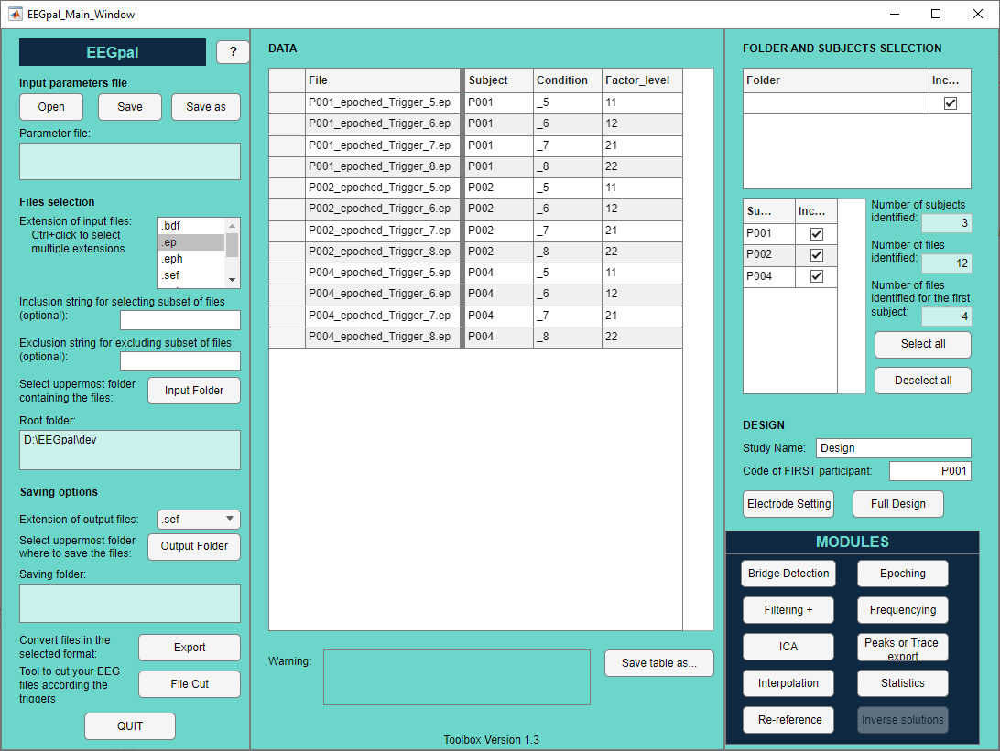 EEGpal_Main_Window
EEGpal
?
Input parameters file
Open
Save
Save as
Parameter file:
Files selection
Extension of input files:
Ctrl+click to select
multiple extensions
.bdf
.ep
.eph
.sef
Inclusion string for selecting subset of files
(optional):
Exclusion string for excluding subset of files
(optional):
Select uppermost folder
containing the files:
Input Folder
Root folder:
D:\EEGpal\dev
Saving options
Extension of output files:
.sef
Select uppermost folder
where to save the files:
Output Folder
Saving folder:
Convert files in the
selected format:
Export
Tool to cut your EEG
files according the
triggers
File Cut
QUIT
DATA
File Subject Condition Factor_level
P001_epoched_Trigger_5.ep P001 _5 11
P001_epoched_Trigger_6.ep P001 _6 12
P001_epoched_Trigger_7.ep P001 _7 21
P001_epoched_Trigger_8.ep P001 _8 22
P002_epoched_Trigger_5.ep P002 _5 11
P002_epoched_Trigger_6.ep P002 _6 12
P002_epoched_Trigger_7.ep P002 _7 21
P002_epoched_Trigger_8.ep P002 _8 22
P004_epoched_Trigger_5.ep P004 _5 11
P004_epoched_Trigger_6.ep P004 _6 12
P004_epoched_Trigger_7.ep P004 _7 21
P004_epoched_Trigger_8.ep P004 _8 22
Warning:
Save table as...
Toolbox Version 1.3
FOLDER AND SUBJECTS SELECTION
Folder Inc...
Su... Inc...
P001
P002
P004
Number of subjects
identified: 3
Number of files
identified: 12
Number of files
identified for the first
subject: 4
Select all
Deselect all
DESIGN
Study Name: Design
Code of FIRST participant: P001
Electrode Setting
Full Design
MODULES
Bridge Detection
Epoching
Filtering +
Frequencying
ICA
Peaks or Trace
export
Interpolation
Statistics
Re-reference
Inverse solutions